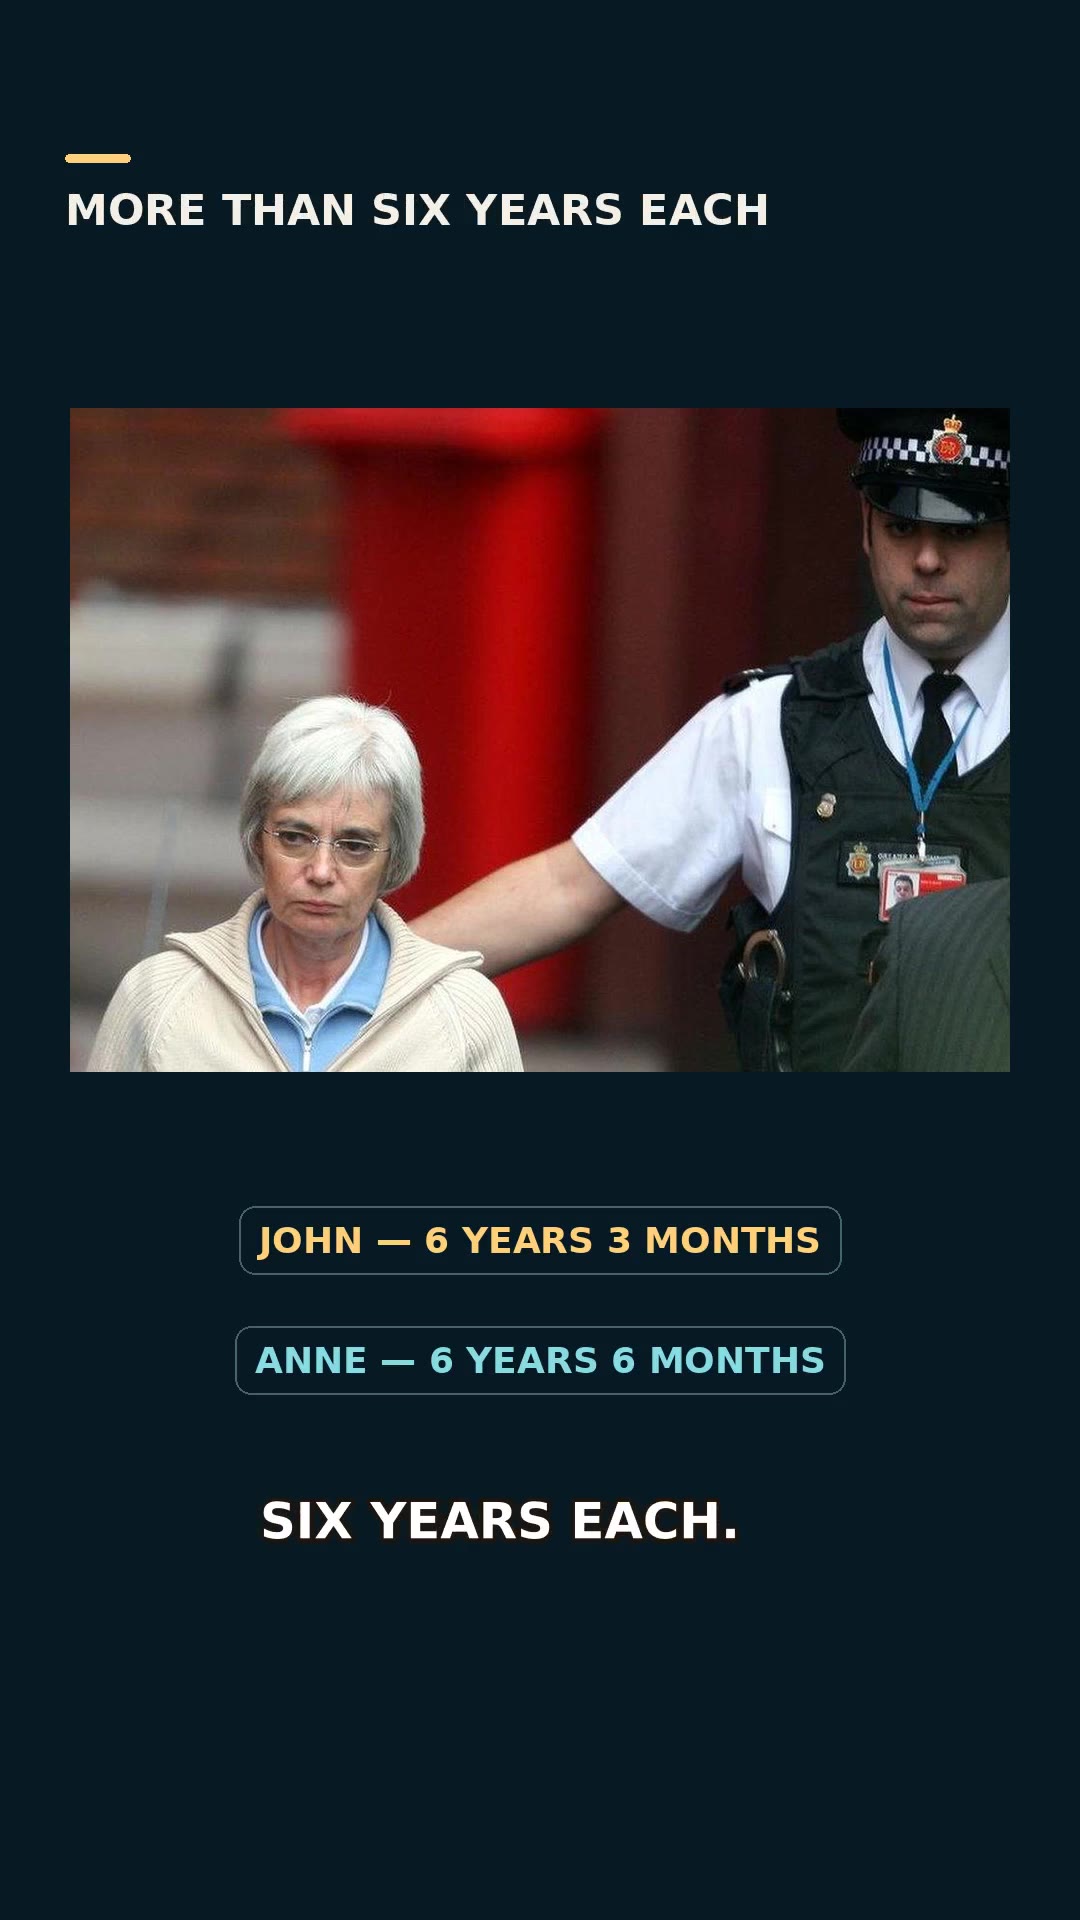 MORE THAN SIX YEARS EACH
JOHN — 6 YEARS 3 MONTHS
ANNE — 6 YEARS 6 MONTHS
SIX YEARS EACH.